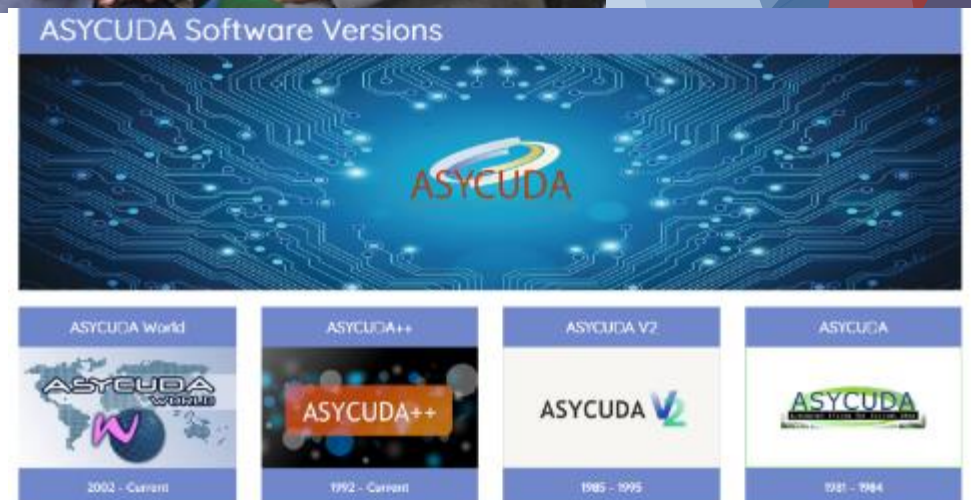 ASYCUDA Software Versions
ASYCUDA
ASYCUDA World
ASYCUDA++
ASYCUDA V2
ASYCUDA
ASYCUDA
WORLD
ASYCUDA++
ASYCUDA V2
ASYCUDA
2002 - Current
1992 - Current
1985 - 1995
1981 - 1984